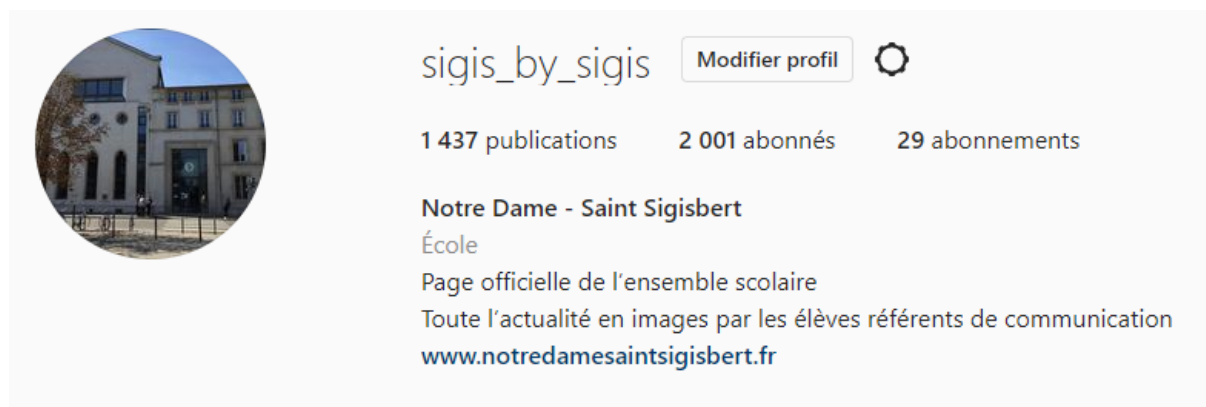 sigis_by_sigis Modifier profil
1 437 publications 2 001 abonnés 29 abonnements
Notre Dame - Saint Sigisbert
École
Page officielle de l'ensemble scolaire
Toute l'actualité en images par les élèves référents de communication
www.notredamesaintsigisbert.fr